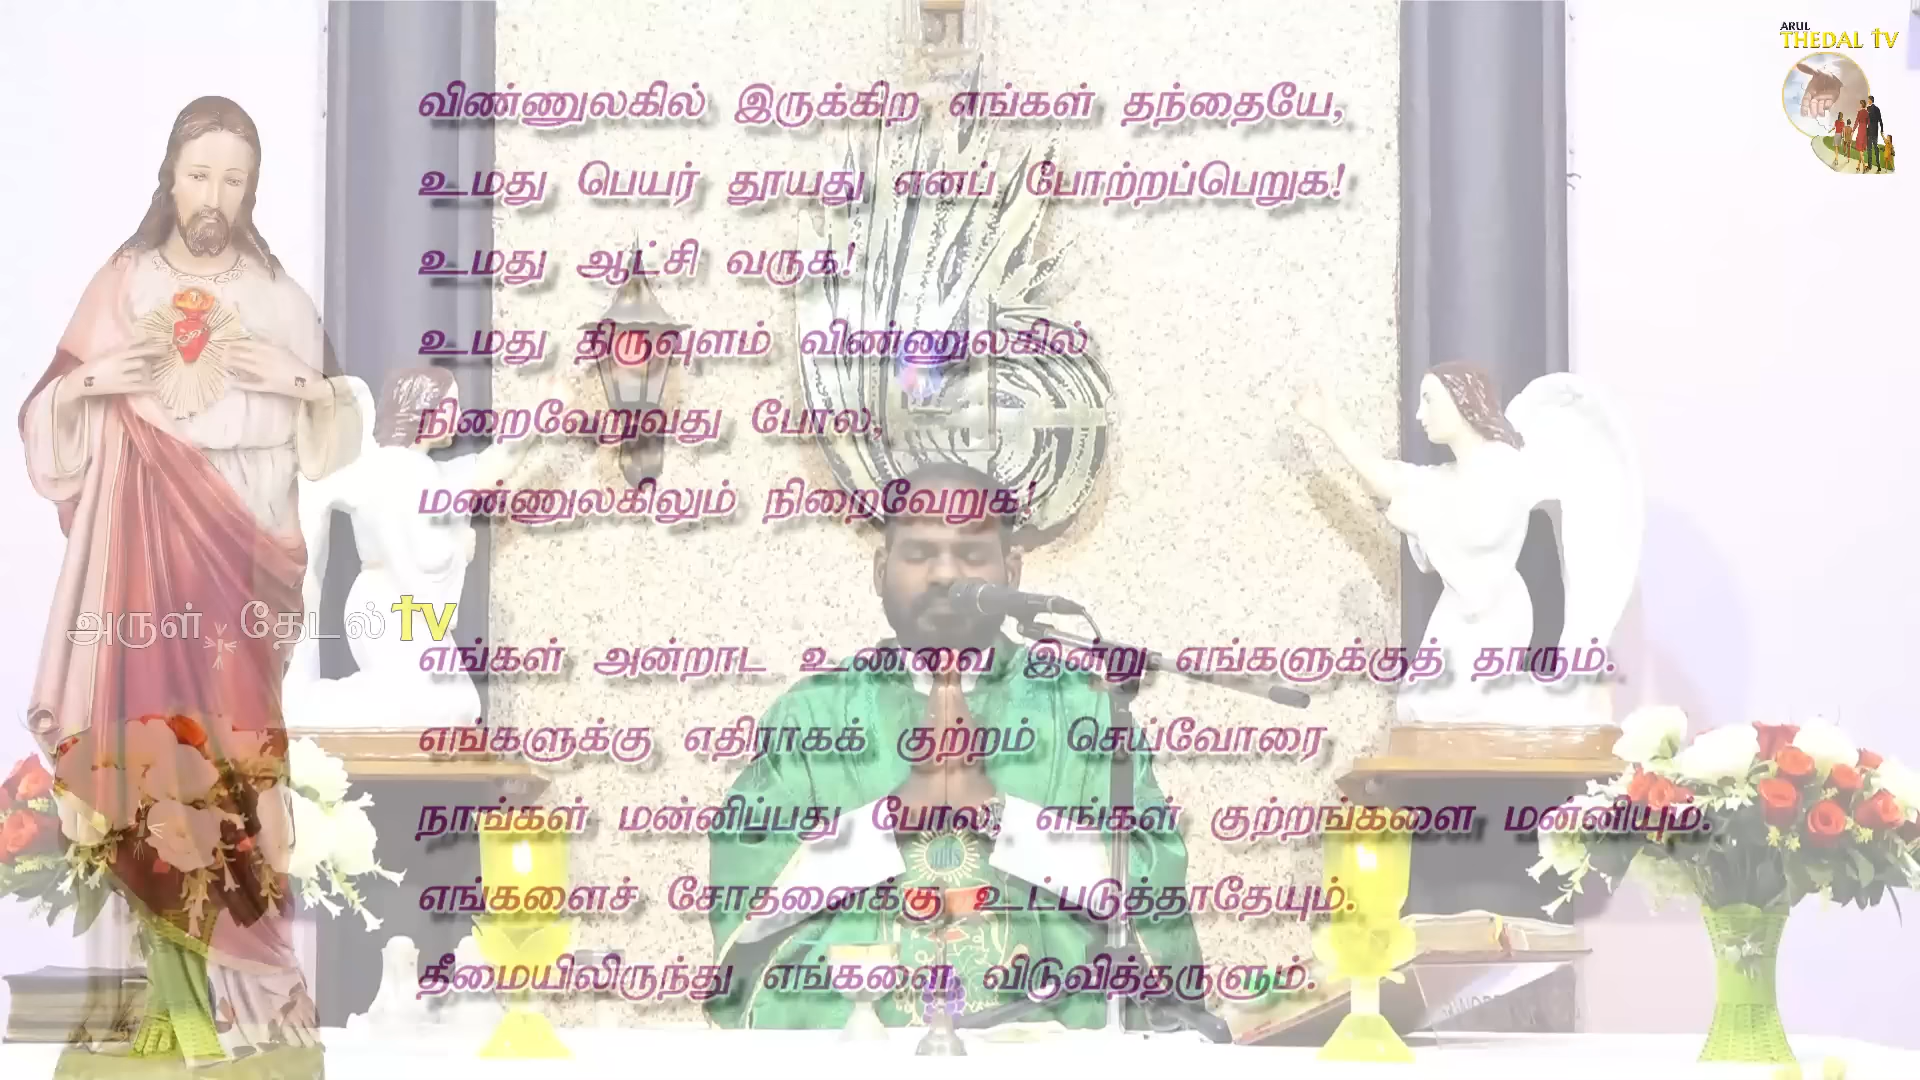 ARUL
THEDAL TV
விண்ணுலகில் இருக்கிற எங்கள் தந்தையே,
உமது பெயர் தூயது எனப் போற்றப்பெறுக!
உமது ஆட்சி வருக!
உமது திருவுளம் விண்ணுலகில்
நிறைவேறுவது போல,
மண்ணுலகிலும் நிறைவேறுக!
அருள் தேடல் tv
எங்கள் அன்றாட உணவை இன்று எங்களுக்குத் தாரும்.
எங்களுக்கு எதிராகக் குற்றம் செய்வோரை
நாங்கள் மன்னிப்பது போல, எங்கள் குற்றங்களை மன்னியும்.
எங்களைச் சோதனைக்கு உட்படுத்தாதேயும்.
தீமையிலிருந்து எங்களை விடுவித்தருளும்.